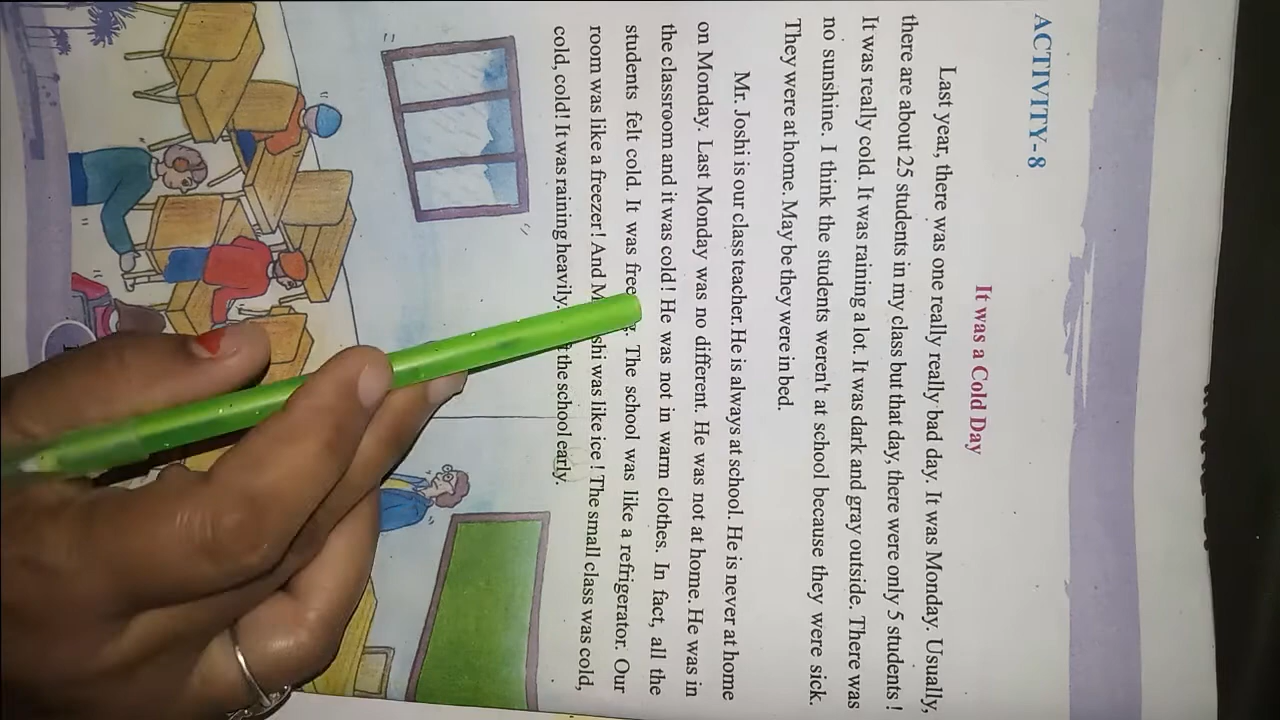 ACTIVITY-8
It was a Cold Day
Last year, there was one really really bad day. It was Monday. Usually,
there are about 25 students in my class but that day, there were only 5 students !
It was really cold. It was raining a lot. It was dark and gray outside. There was
no sunshine. I think the students weren't at school because they were sick.
They were at home. May be they were in bed.
Mr. Joshi is our class teacher. He is always at school. He is never at home
on Monday. Last Monday was no different. He was not at home. He was in
the classroom and it was cold! He was not in warm clothes. In fact, all the
students felt cold. It was The school was like a refrigerator. Our
room was like a freezer! And was like ice ! The small class was cold,
cold, cold! It was raining heavily. the school early.